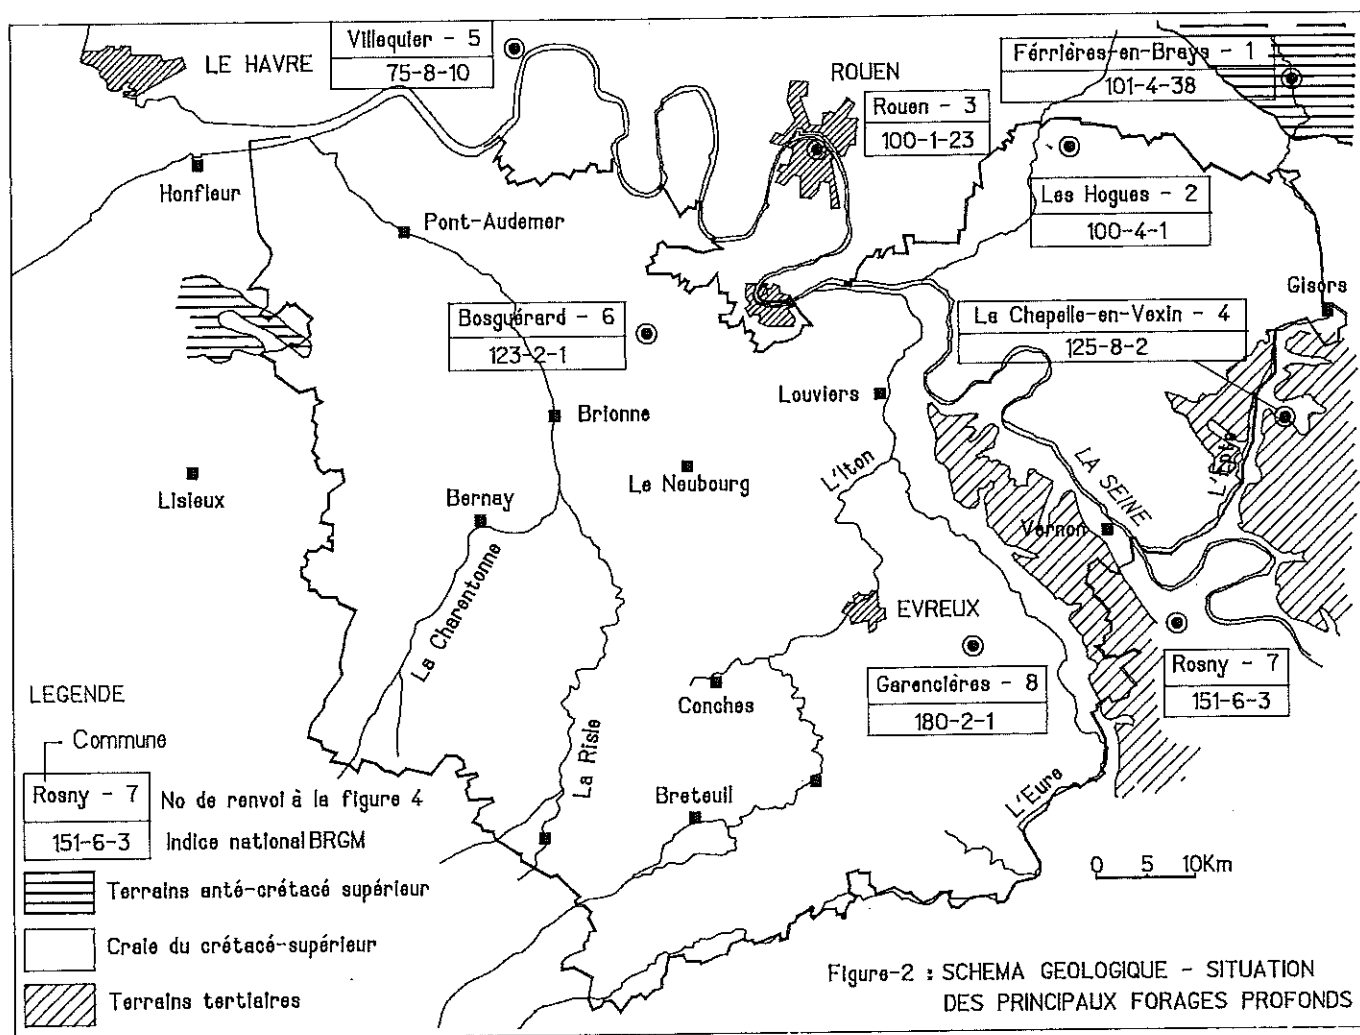 Villequier - 5
75-8-10
LE HAVRE
ROUEN
Rouen - 3
100-1-23
Férrières-en-Brays - 1
101-4-38
Honfleur
Pont-Audemer
Les Hogues - 2
100-4-1
Gisors
Bosguérard - 6
123-2-1
La Chapelle-en-Vexin - 4
125-8-2
Louviers
Brionne
Lisieux
Bernay
Le Neubourg
L'Iton
LA SEINE
L'Epte
Vernon
La Charentonne
EVREUX
Garencières - 8
180-2-1
Rosny - 7
151-6-3
Conches
La Risle
Breteuil
L'Eure
0 5 10Km
LEGENDE
Commune
Rosny - 7
No de renvoi à la figure 4
151-6-3
Indice national BRGM
Terrains anté-crétacé supérieur
Craie du crétacé-supérieur
Terrains tertiaires
Figure-2 : SCHEMA GEOLOGIQUE - SITUATION
DES PRINCIPAUX FORAGES PROFONDS